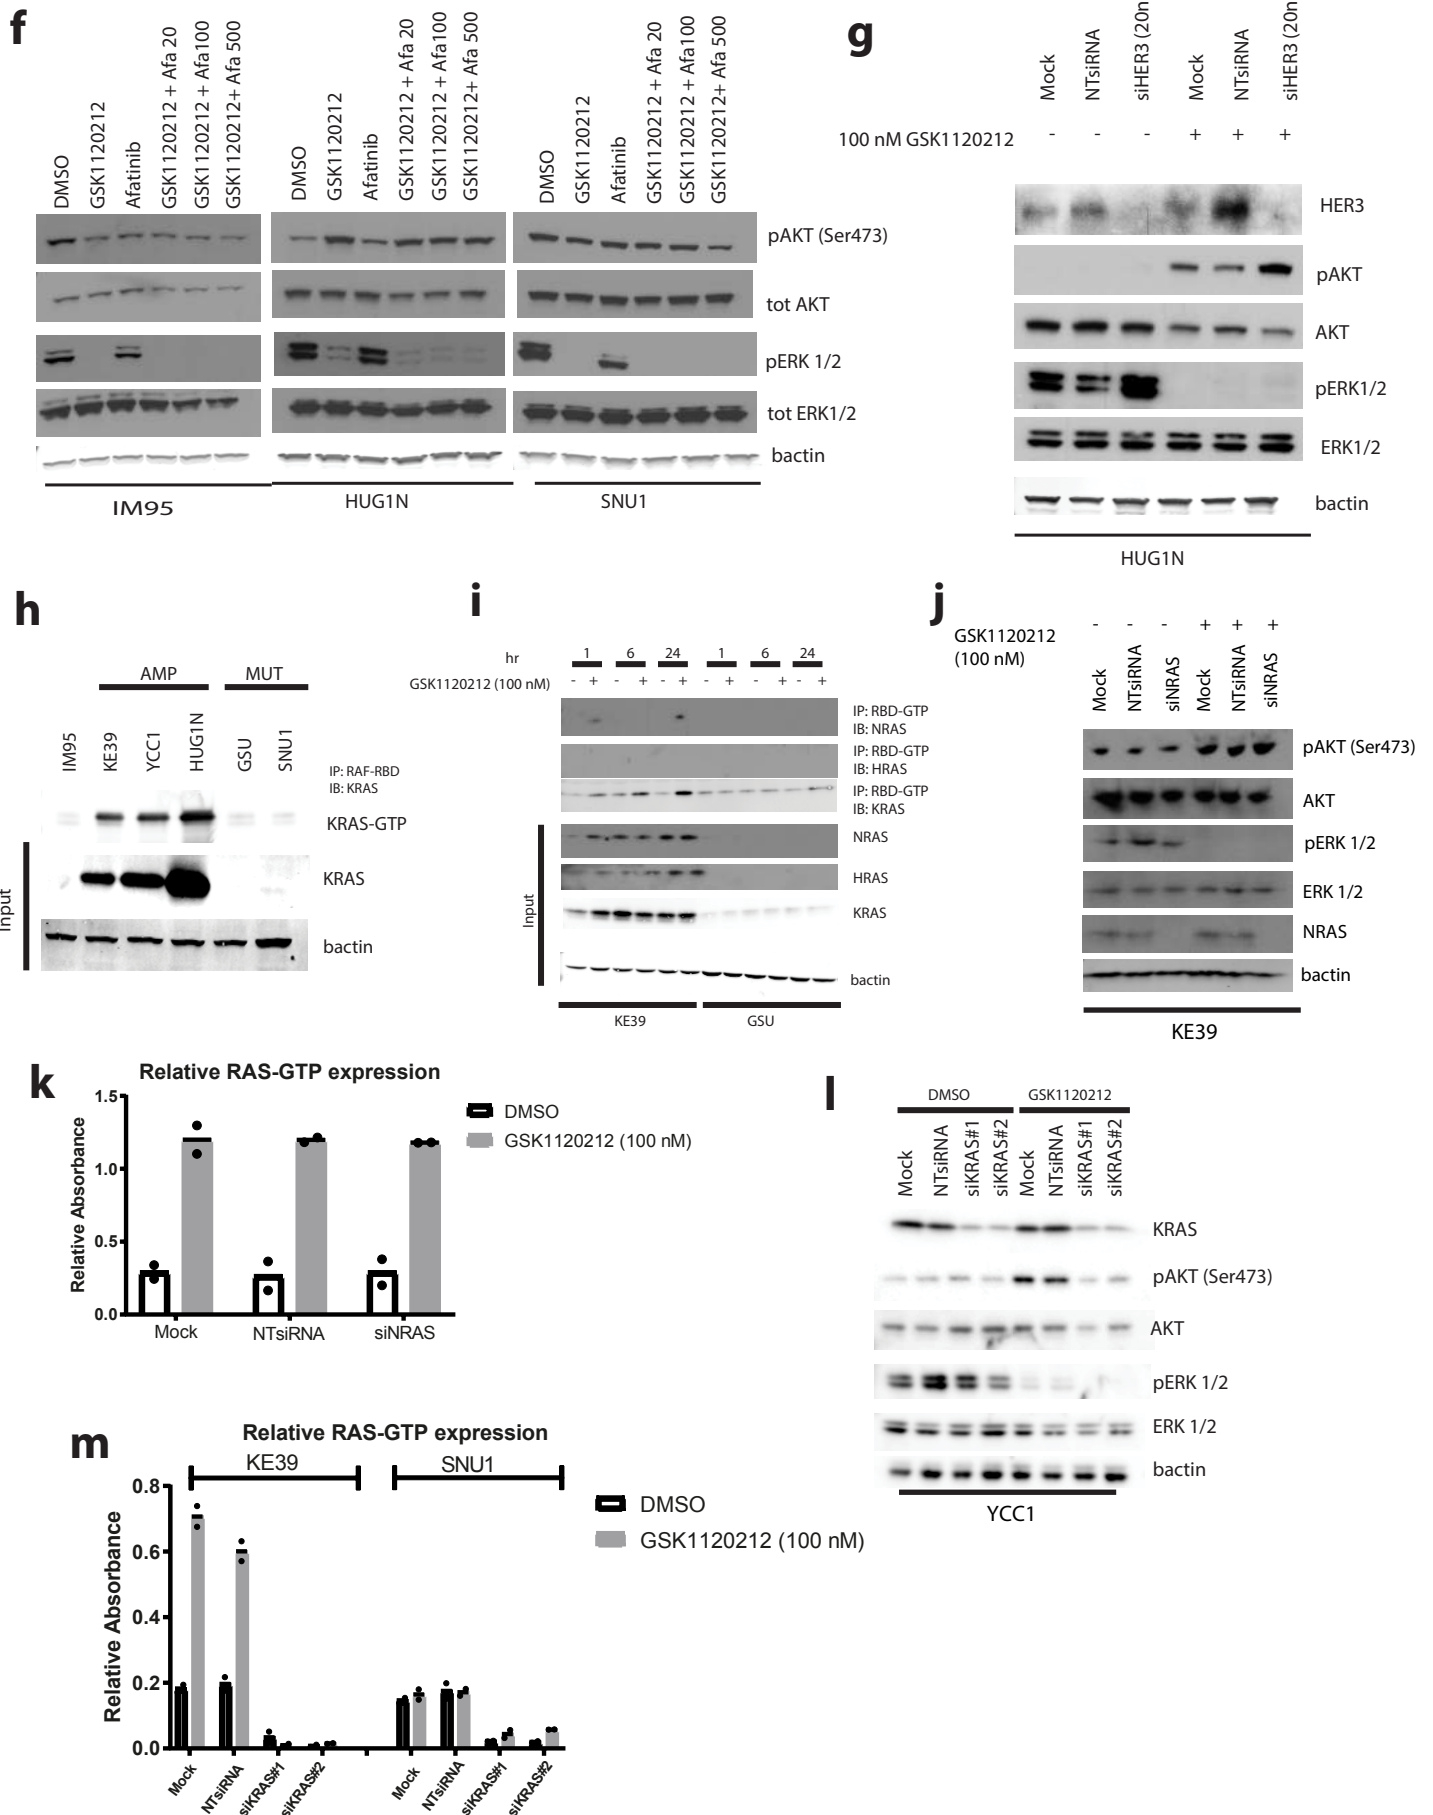 f
DMSO
GSK1120212
Afatinib
GSK1120212 + Afa 20
GSK1120212 + Afa100
GSK1120212+ Afa 500
DMSO
GSK1120212
Afatinib
GSK1120212 + Afa 20
GSK1120212 + Afa 100
GSK1120212 + Afa 500
DMSO
GSK1120212
Afatinib
GSK1120212 + Afa 20
GSK1120212 + Afa100
GSK1120212+ Afa 500
pAKT (Ser473)
tot AKT
pERK 1/2
tot ERK1/2
bactin
IM95
HUG1N
SNU1
g
Mock
NTsiRNA
siHER3 (20n
Mock
NTsiRNA
siHER3 (20n
100 nM GSK1120212 - - - + + +
HER3
pAKT
AKT
pERK1/2
ERK1/2
bactin
HUG1N
h
AMP
MUT
IM95
KE39
YCC1
HUG1N
GSU
SNU1
IP: RAF-RBD
IB: KRAS
KRAS-GTP
KRAS
bactin
Input
i
hr 1 6 24 1 6 24
GSK1120212 (100 nM) - + - + - + - + - + - +
IP: RBD-GTP
IB: NRAS
IP: RBD-GTP
IB: HRAS
IP: RBD-GTP
IB: KRAS
NRAS
HRAS
KRAS
bactin
Input
KE39
GSU
j
GSK1120212
(100 nM)
- - - + + +
Mock
NTsiRNA
siNRAS
Mock
NTsiRNA
siNRAS
pAKT (Ser473)
AKT
pERK 1/2
ERK 1/2
NRAS
bactin
KE39
k
Relative RAS-GTP expression
Relative Absorbance
1.5
1.0
0.5
0.0
Mock
NTsiRNA
siNRAS
DMSO
GSK1120212 (100 nM)
l
DMSO
GSK1120212
Mock
NTsiRNA
siKRAS#1
siKRAS#2
Mock
NTsiRNA
siKRAS#1
siKRAS#2
KRAS
pAKT (Ser473)
AKT
pERK 1/2
ERK 1/2
bactin
YCC1
m
Relative RAS-GTP expression
KE39
SNU1
Relative Absorbance
0.8
0.6
0.4
0.2
0.0
Mock
NTsiRNA
siKRAS#1
siKRAS#2
Mock
NTsiRNA
siKRAS#1
siKRAS#2
DMSO
GSK1120212 (100 nM)